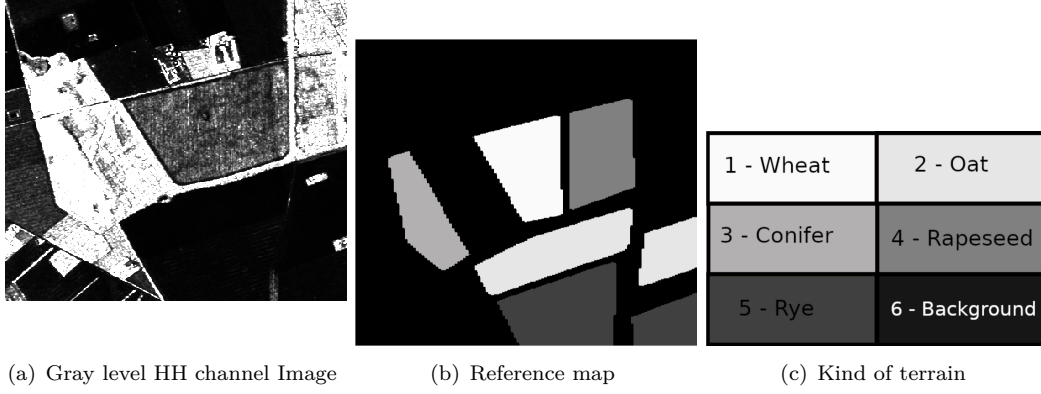 1 - Wheat
2 - Oat
3 - Conifer
4 - Rapeseed
5 - Rye
6 - Background
(a) Gray level HH channel Image
(b) Reference map
(c) Kind of terrain